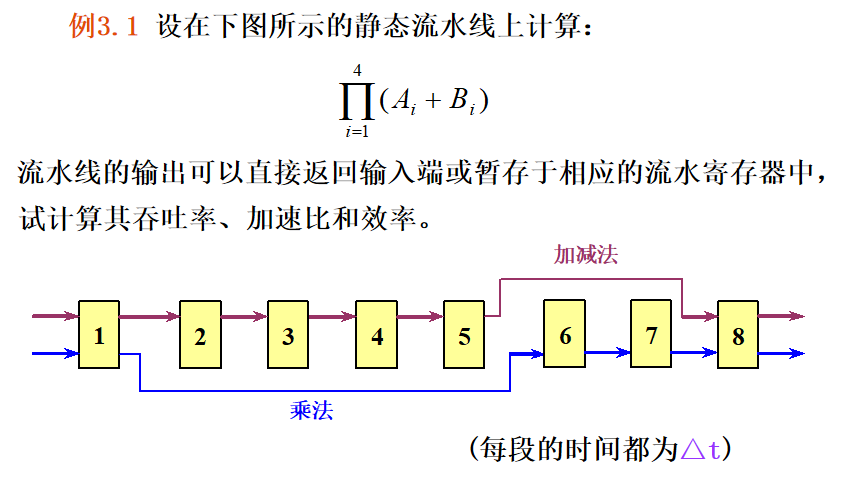 例3.1 设在下图所示的静态流水线上计算：
4
∏(Ai + Bi)
i=1
流水线的输出可以直接返回输入端或暂存于相应的流水寄存器中，
试计算其吞吐率、加速比和效率。
加减法
1 2 3 4 5 6 7 8
乘法
(每段的时间都为△t)